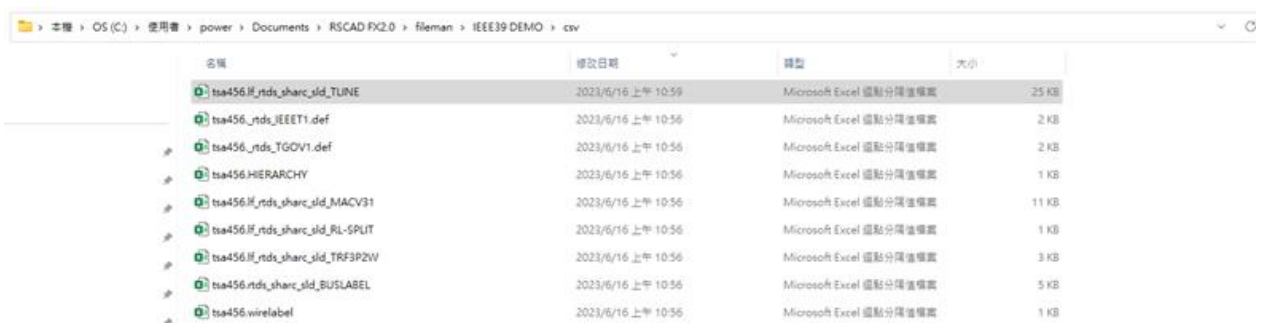 本機 › OS (C:) › 使用者 › power › Documents › RSCAD FX2.0 › fileman › IEEE39 DEMO › csv
名稱 修改日期 類型 大小
tsa456.lf_rtds_sharc_sld_TLINE 2023/6/16 上午 10:59 Microsoft Excel 逗點分隔值檔案 25 KB
tsa456._rtds_IEEET1.def 2023/6/16 上午 10:56 Microsoft Excel 逗點分隔值檔案 2 KB
tsa456._rtds_TGOV1.def 2023/6/16 上午 10:56 Microsoft Excel 逗點分隔值檔案 2 KB
tsa456.HIERARCHY 2023/6/16 上午 10:56 Microsoft Excel 逗點分隔值檔案 1 KB
tsa456.lf_rtds_sharc_sld_MACV31 2023/6/16 上午 10:56 Microsoft Excel 逗點分隔值檔案 11 KB
tsa456.lf_rtds_sharc_sld_RL-SPLIT 2023/6/16 上午 10:56 Microsoft Excel 逗點分隔值檔案 1 KB
tsa456.lf_rtds_sharc_sld_TRF3P2W 2023/6/16 上午 10:56 Microsoft Excel 逗點分隔值檔案 3 KB
tsa456.rtds_sharc_sld_BUSLABEL 2023/6/16 上午 10:56 Microsoft Excel 逗點分隔值檔案 5 KB
tsa456.wirelabel 2023/6/16 上午 10:56 Microsoft Excel 逗點分隔值檔案 1 KB